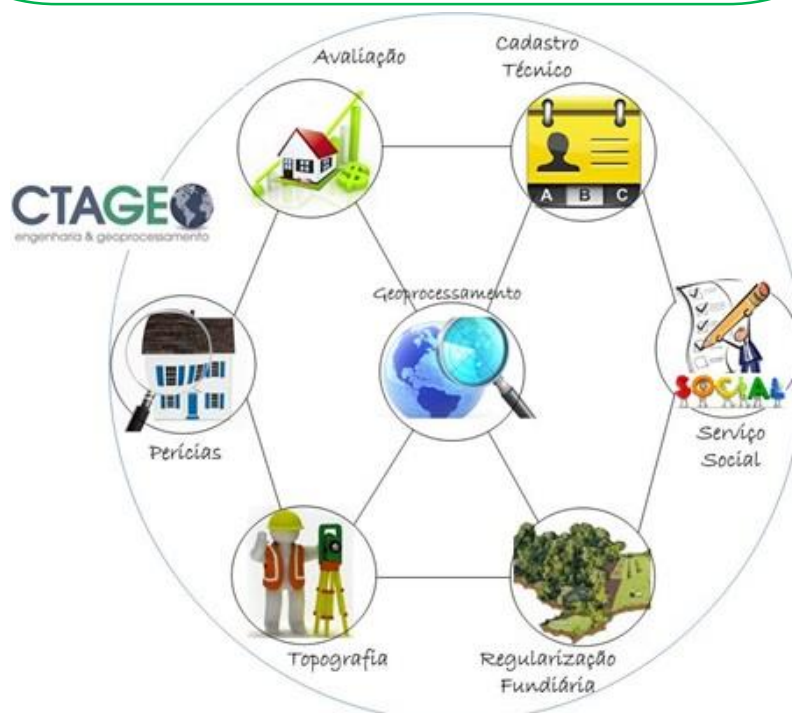 Avaliação
Cadastro
Técnico
A B C
CTAGEO
engenharia & geoprocessamento
Geoprocessamento
SOCIAL
Serviço
Social
Perícias
Topografia
Regularização
Fundiária